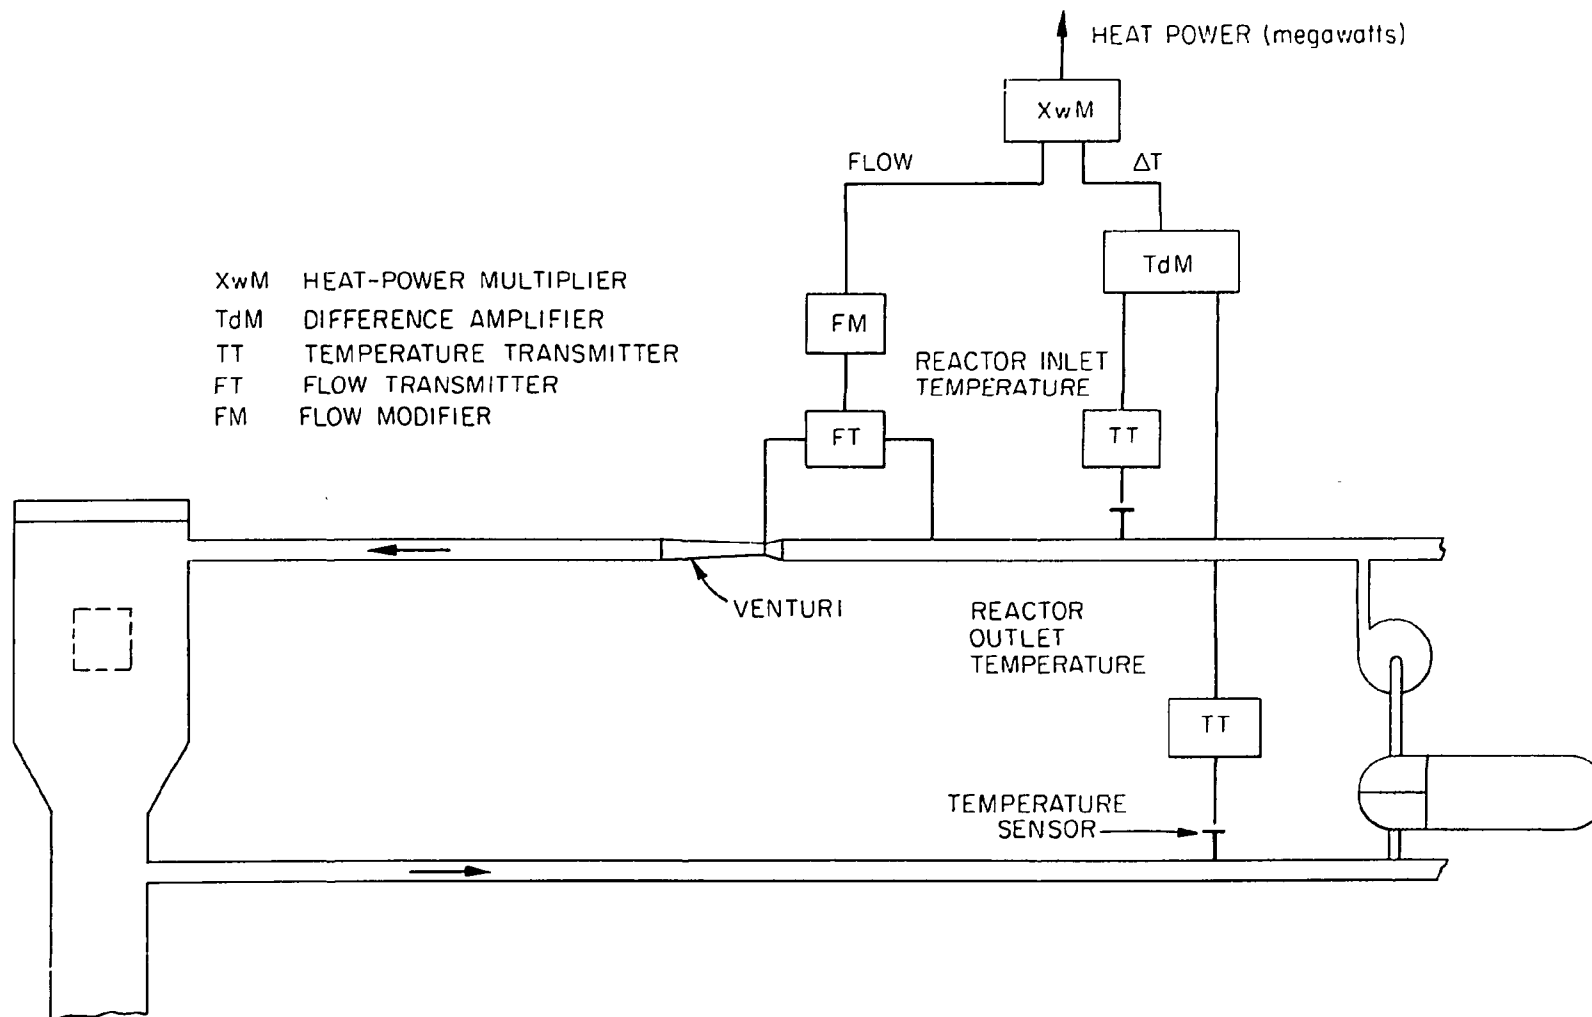 HEAT POWER (megawatts)
XwM
FLOW
ΔT
TdM
XwM HEAT-POWER MULTIPLIER
TdM DIFFERENCE AMPLIFIER
TT TEMPERATURE TRANSMITTER
FT FLOW TRANSMITTER
FM FLOW MODIFIER
FM
REACTOR INLET
TEMPERATURE
FT
TT
VENTURI
REACTOR
OUTLET
TEMPERATURE
TT
TEMPERATURE
SENSOR